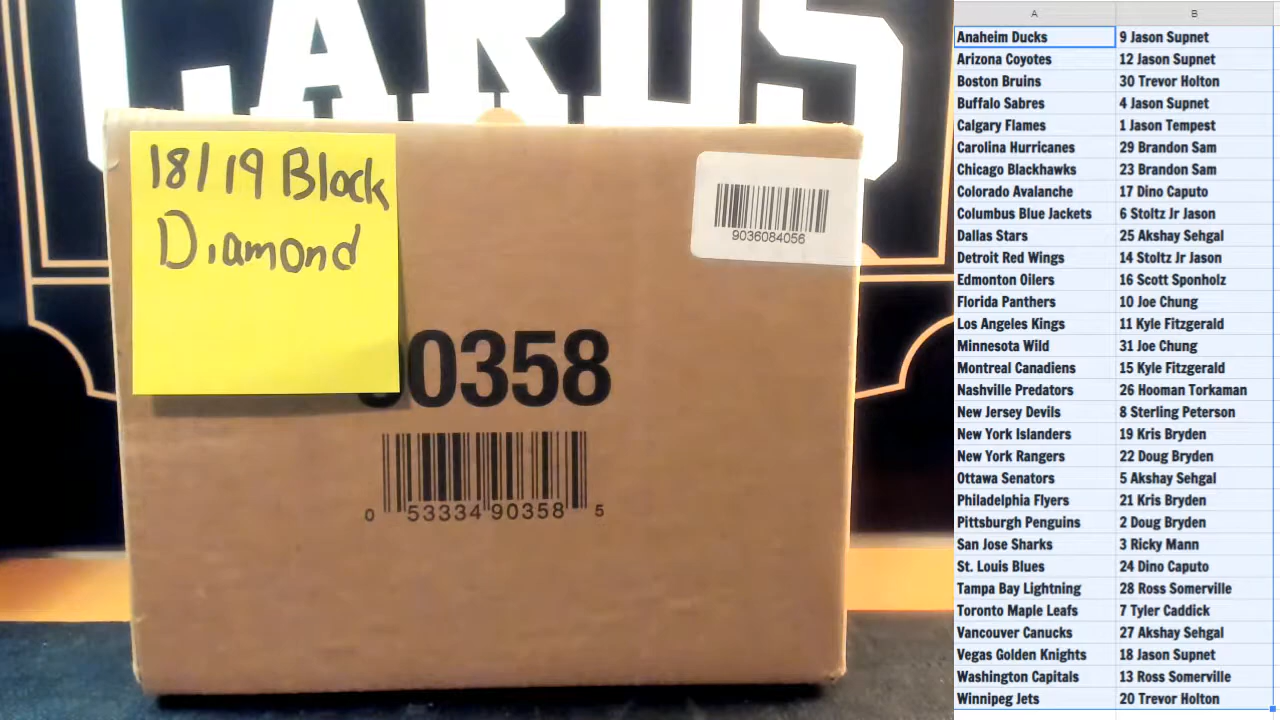 CARDS
18/19 Black
Diamond
9036084056
90358
0 53334 90358 5
A B
Anaheim Ducks 9 Jason Supnet
Arizona Coyotes 12 Jason Supnet
Boston Bruins 30 Trevor Holton
Buffalo Sabres 4 Jason Supnet
Calgary Flames 1 Jason Tempest
Carolina Hurricanes 29 Brandon Sam
Chicago Blackhawks 23 Brandon Sam
Colorado Avalanche 17 Dino Caputo
Columbus Blue Jackets 6 Stoltz Jr Jason
Dallas Stars 25 Akshay Sehgal
Detroit Red Wings 14 Stoltz Jr Jason
Edmonton Oilers 16 Scott Sponholz
Florida Panthers 10 Joe Chung
Los Angeles Kings 11 Kyle Fitzgerald
Minnesota Wild 31 Joe Chung
Montreal Canadiens 15 Kyle Fitzgerald
Nashville Predators 26 Hooman Torkaman
New Jersey Devils 8 Sterling Peterson
New York Islanders 19 Kris Bryden
New York Rangers 22 Doug Bryden
Ottawa Senators 5 Akshay Sehgal
Philadelphia Flyers 21 Kris Bryden
Pittsburgh Penguins 2 Doug Bryden
San Jose Sharks 3 Ricky Mann
St. Louis Blues 24 Dino Caputo
Tampa Bay Lightning 28 Ross Somerville
Toronto Maple Leafs 7 Tyler Caddick
Vancouver Canucks 27 Akshay Sehgal
Vegas Golden Knights 18 Jason Supnet
Washington Capitals 13 Ross Somerville
Winnipeg Jets 20 Trevor Holton